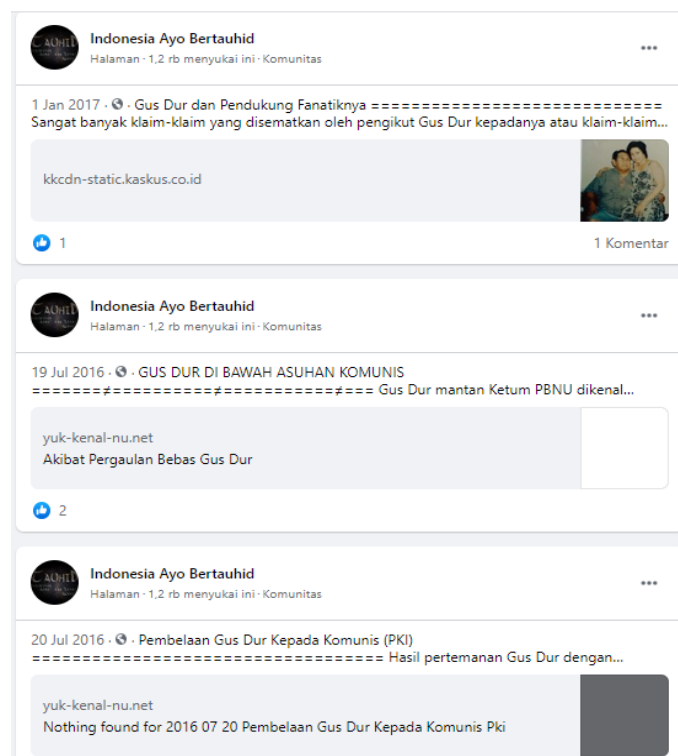 Indonesia Ayo Bertauhid
Halaman · 1,2 rb menyukai ini · Komunitas
1 Jan 2017 · Gus Dur dan Pendukung Fanatiknya =============================
Sangat banyak klaim-klaim yang disematkan oleh pengikut Gus Dur kepadanya atau klaim-klaim...
kkcdn-static.kaskus.co.id
1
1 Komentar
TAUHID
Indonesia Ayo Bertauhid
Halaman · 1,2 rb menyukai ini · Komunitas
19 Jul 2016 · GUS DUR DI BAWAH ASUHAN KOMUNIS
=======≠==========≠===========≠=== Gus Dur mantan Ketum PBNU dikenal...
yuk-kenal-nu.net
Akibat Pergaulan Bebas Gus Dur
2
Indonesia Ayo Bertauhid
Halaman · 1,2 rb menyukai ini · Komunitas
20 Jul 2016 · Pembelaan Gus Dur Kepada Komunis (PKI)
=================================== Hasil pertemanan Gus Dur dengan...
yuk-kenal-nu.net
Nothing found for 2016 07 20 Pembelaan Gus Dur Kepada Komunis Pki